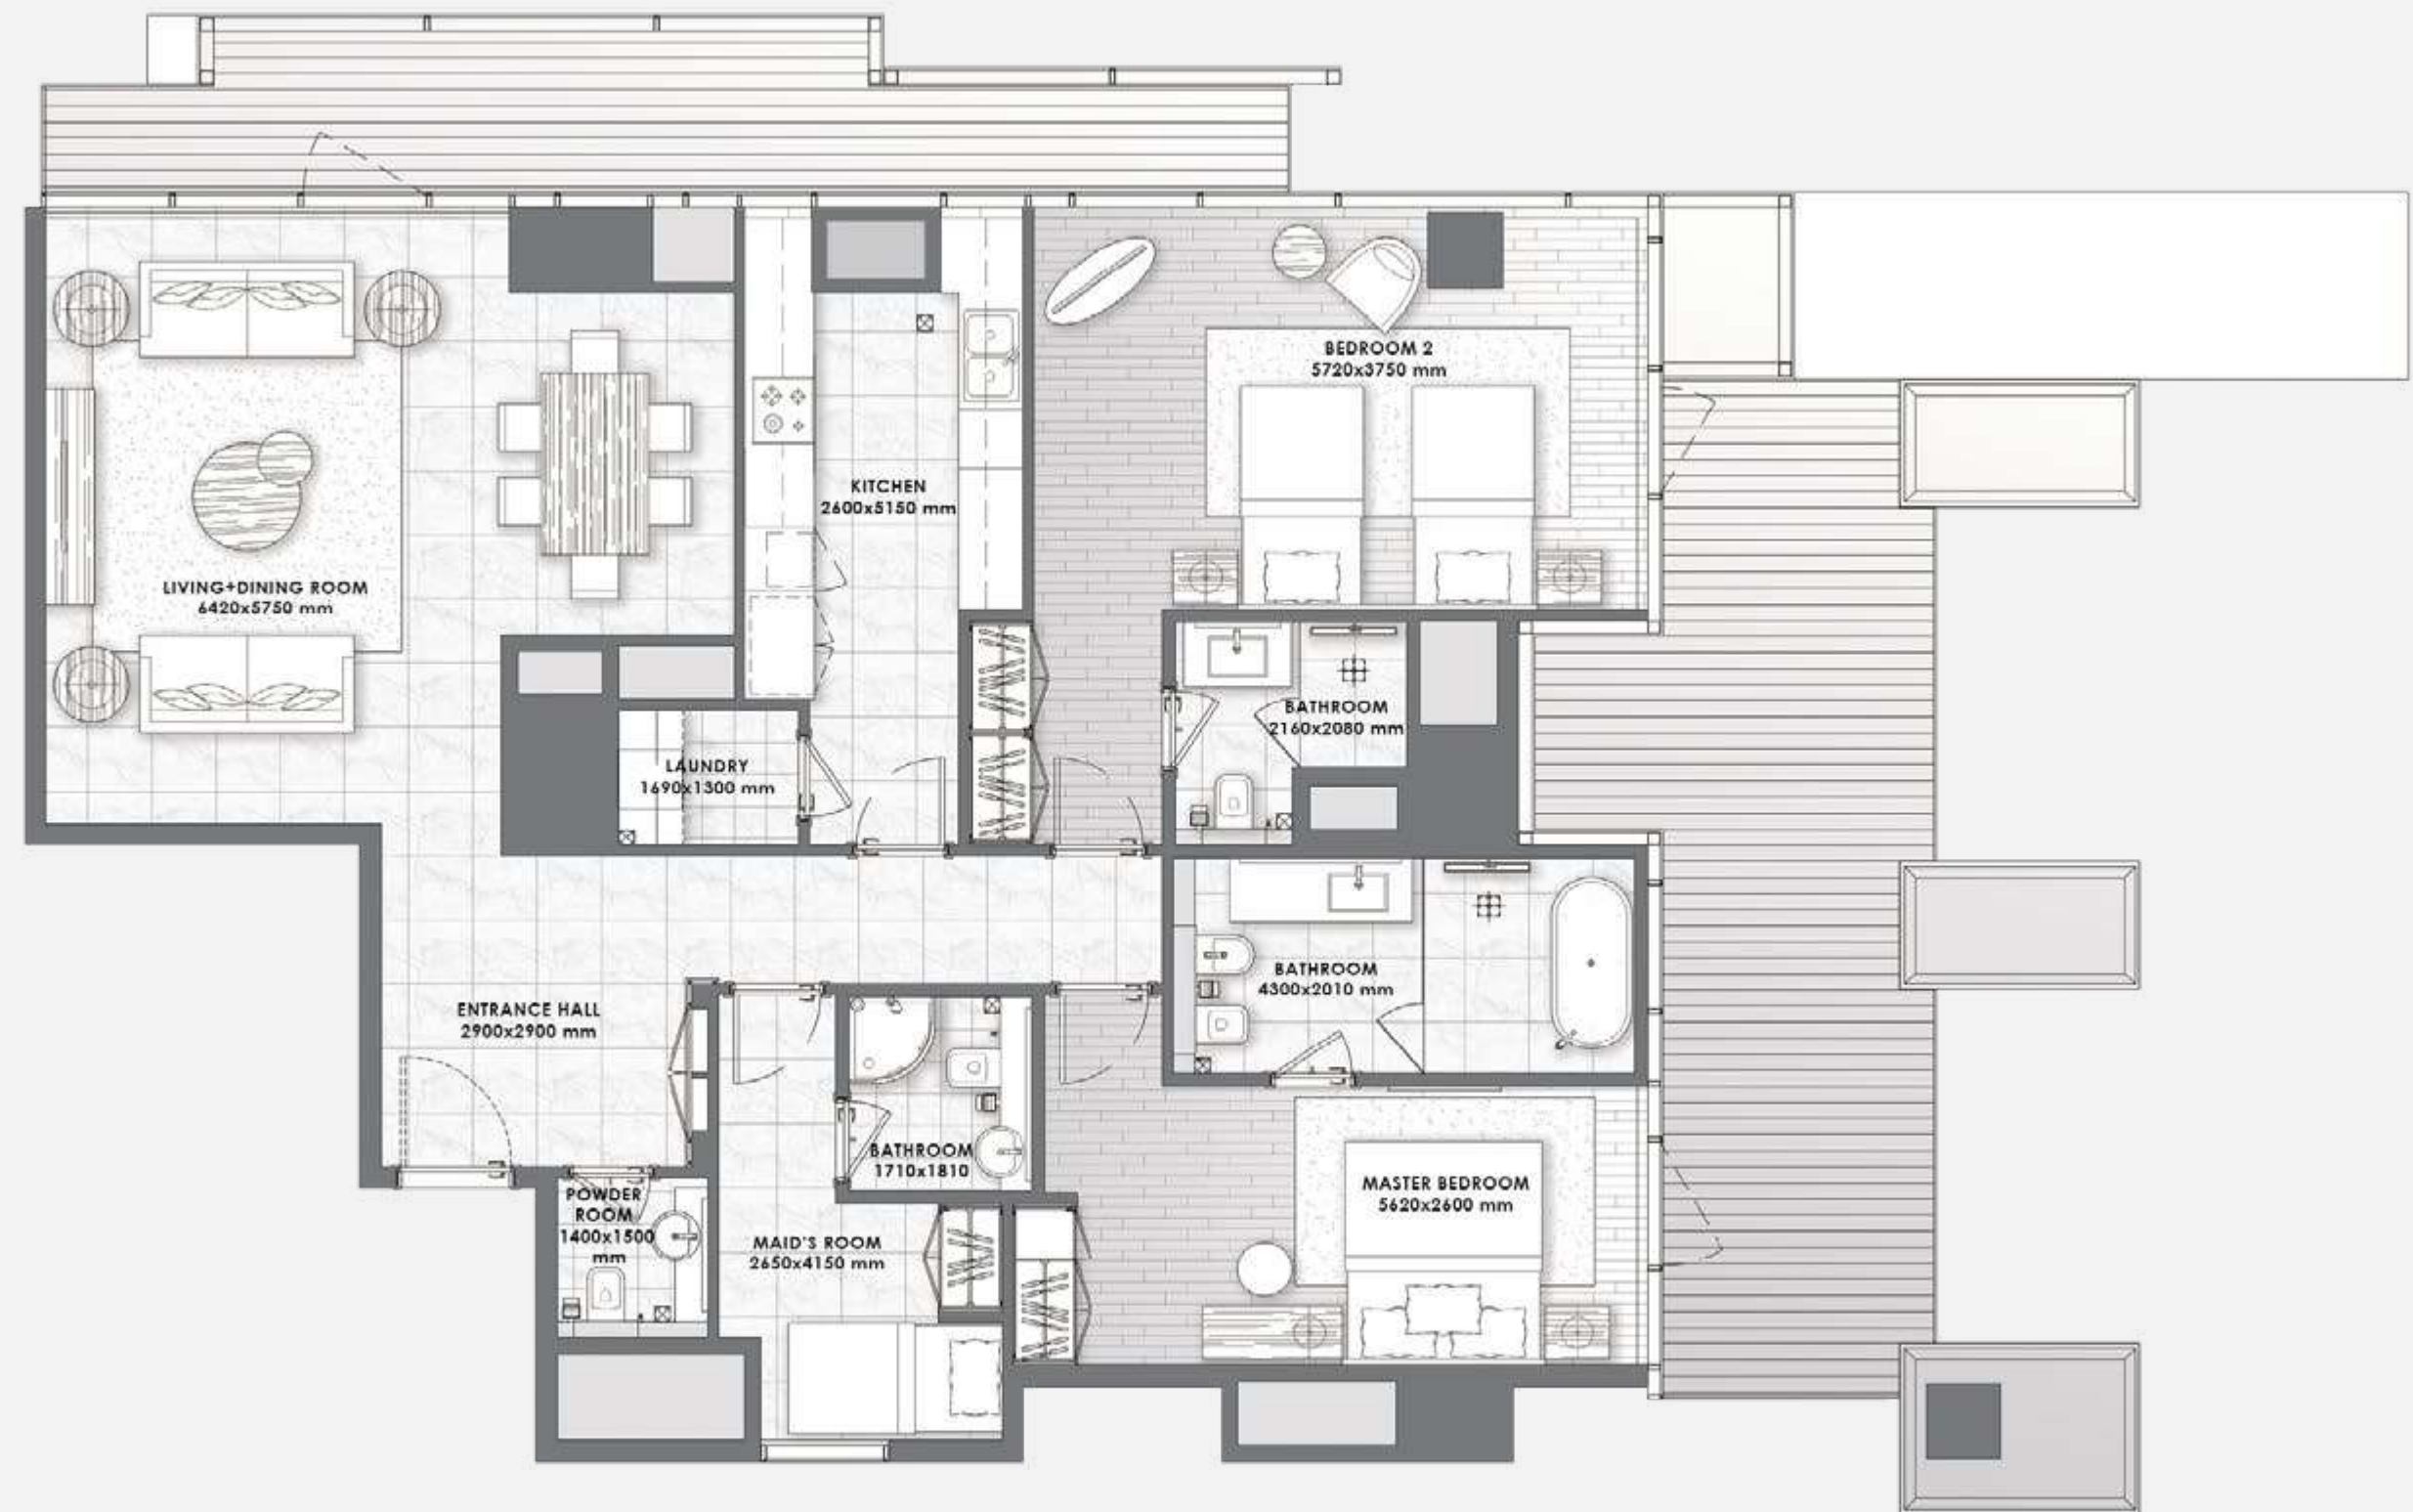 BEDROOM 2
5720x3750 mm
KITCHEN
2600x5150 mm
LIVING+DINING ROOM
6420x5750 mm
BATHROOM
2160x2080 mm
LAUNDRY
1690x1300 mm
BATHROOM
4300x2010 mm
ENTRANCE HALL
2900x2900 mm
BATHROOM
1710x1810
MASTER BEDROOM
5620x2600 mm
POWDER
ROOM
1400x1500
mm
MAID'S ROOM
2650x4150 mm